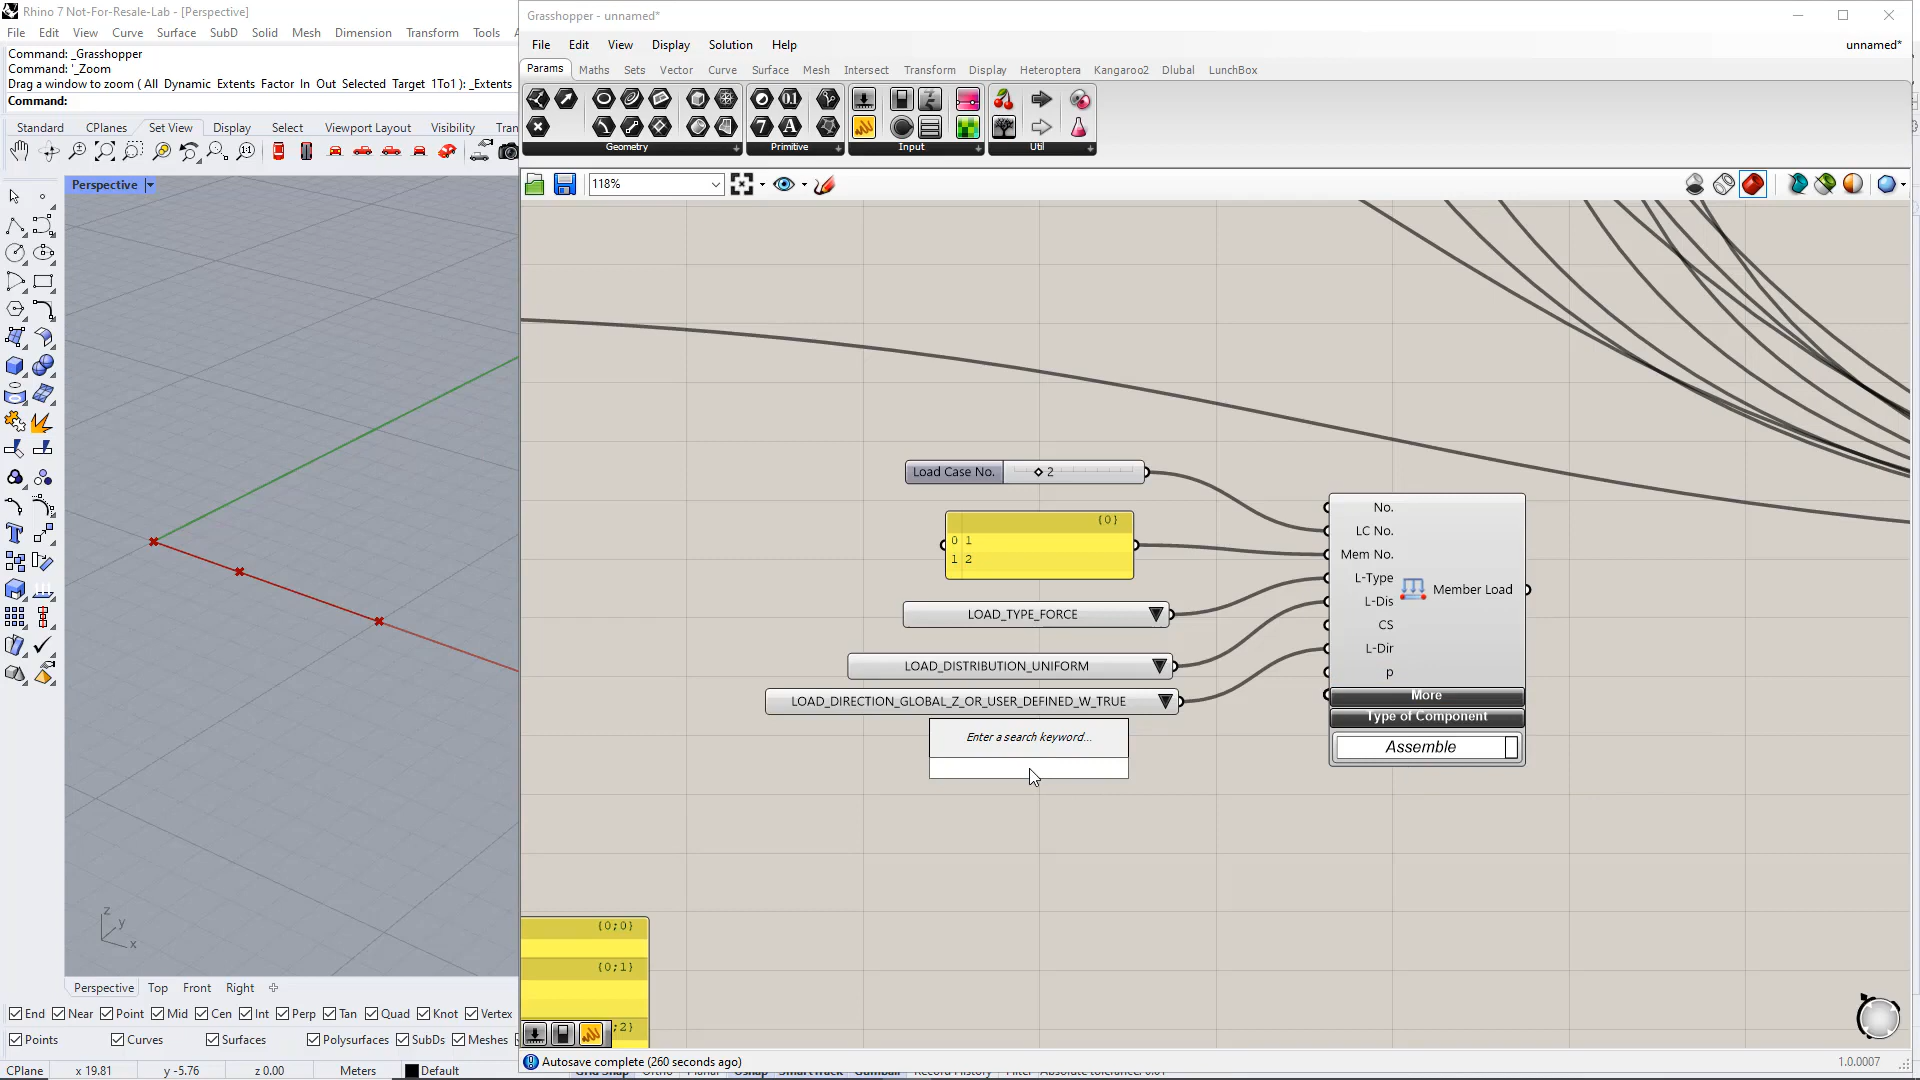 Rhino 7 Not-For-Resale-Lab - [Perspective]
File Edit View Curve Surface SubD Solid Mesh Dimension Transform Tools
Command: _Grasshopper
Command: '_Zoom
Drag a window to zoom ( All Dynamic Extents Factor In Out Selected Target 1To1 ): _Extents
Command:
Standard CPlanes Set View Display Select Viewport Layout Visibility Tran
Perspective
z
y
x
Perspective Top Front Right
End Near Point Mid Cen Int Perp Tan Quad Knot Vertex
Points Curves Surfaces Polysurfaces SubDs Meshes
CPlane x 19.81 y -5.76 z 0.00 Meters Default
Grasshopper - unnamed*
File Edit View Display Solution Help
unnamed*
Params Maths Sets Vector Curve Surface Mesh Intersect Transform Display Heteroptera Kangaroo2 Dlubal LunchBox
Geometry Primitive Input Util
118%
Load Case No. 2
{0}
0 1
1 2
LOAD_TYPE_FORCE
LOAD_DISTRIBUTION_UNIFORM
LOAD_DIRECTION_GLOBAL_Z_OR_USER_DEFINED_W_TRUE
Enter a search keyword...
No.
LC No.
Mem No.
L-Type
L-Dis
CS
L-Dir
p
Member Load
More
Type of Component
Assemble
{0;0}
{0;1}
;2}
Autosave complete (260 seconds ago)
1.0.0007